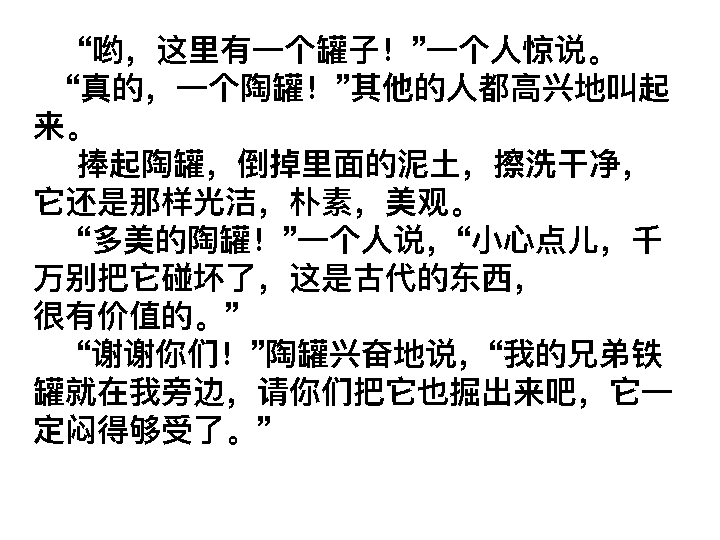 “哟，这里有一个罐子！”一个人惊说。
“真的，一个陶罐！”其他的人都高兴地叫起
来。
捧起陶罐，倒掉里面的泥土，擦洗干净，
它还是那样光洁，朴素，美观。
“多美的陶罐！”一个人说，“小心点儿，千
万别把它碰坏了，这是古代的东西，
很有价值的。”
“谢谢你们！”陶罐兴奋地说，“我的兄弟铁
罐就在我旁边，请你们把它也掘出来吧，它一
定闷得够受了。”